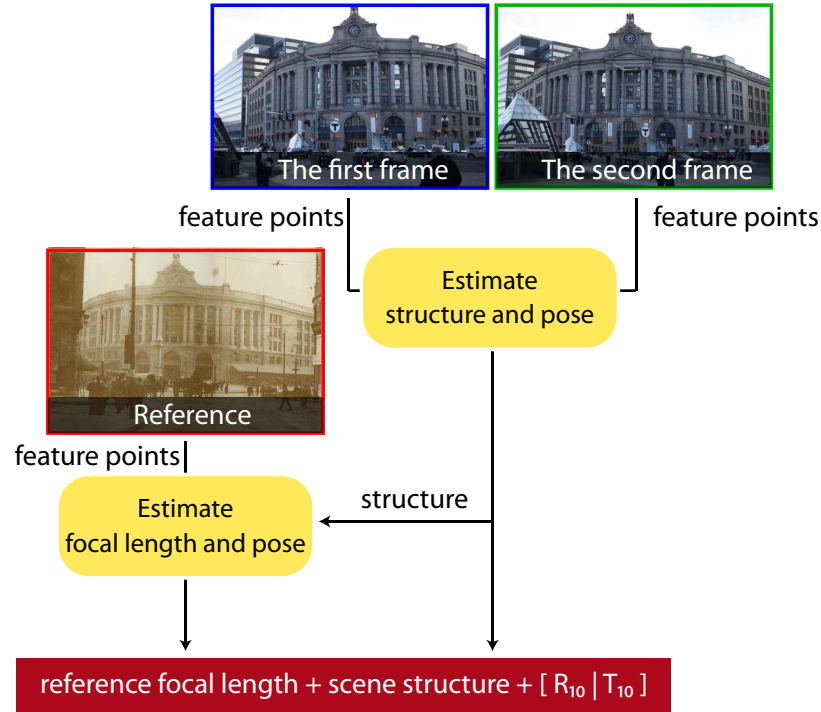 The first frame
The second frame
feature points
feature points
Estimate
structure and pose
Reference
feature points
structure
Estimate
focal length and pose
reference focal length + scene structure + [ R₁₀ | T₁₀ ]